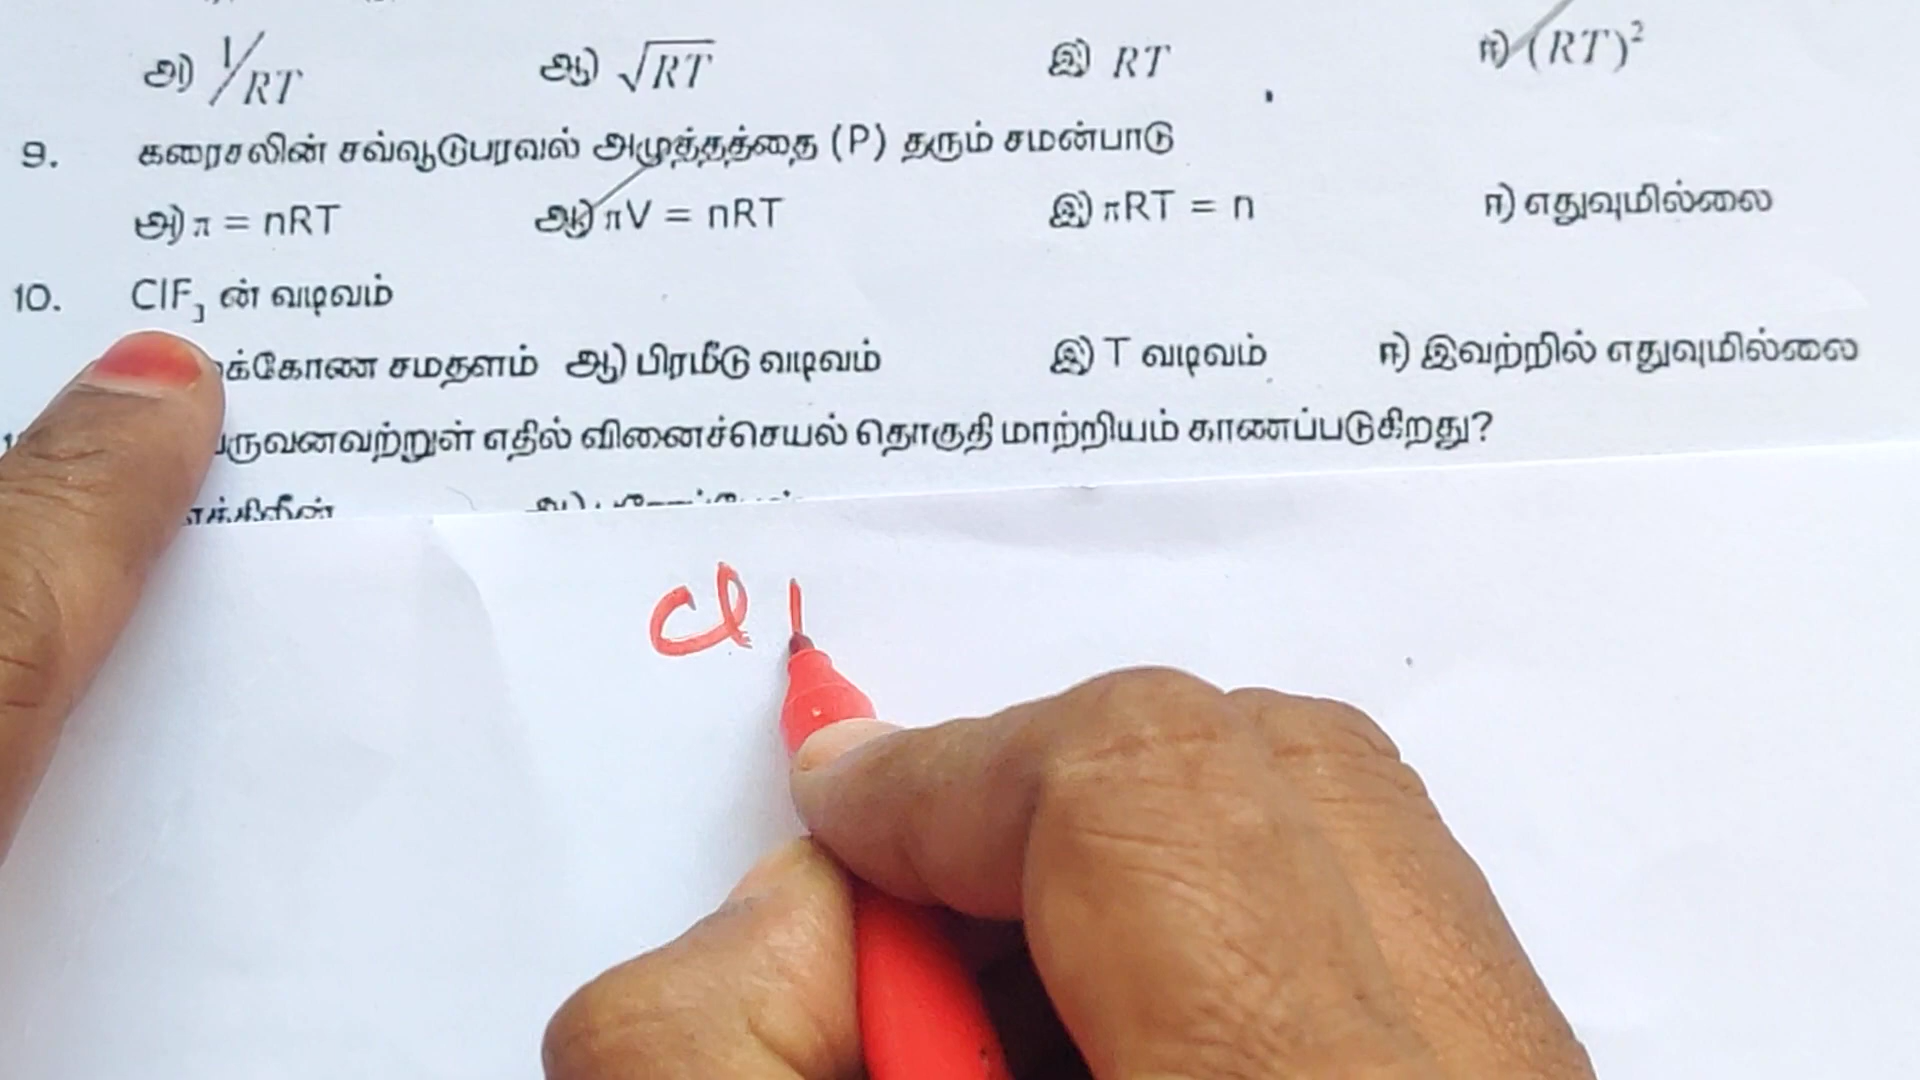 அ) 1/RT ஆ) √RT இ) RT ஈ) (RT)²
9. கரைசலின் சவ்வூடுபரவல் அழுத்தத்தை (P) தரும் சமன்பாடு
அ) π = nRT ஆ) πV = nRT இ) πRT = n ஈ) எதுவுமில்லை
10. ClF₃ ன் வடிவம்
க்கோண சமதளம் ஆ) பிரமீடு வடிவம் இ) T வடிவம் ஈ) இவற்றில் எதுவுமில்லை
ருவனவற்றுள் எதில் வினைச்செயல் தொகுதி மாற்றியம் காணப்படுகிறது?
Cl